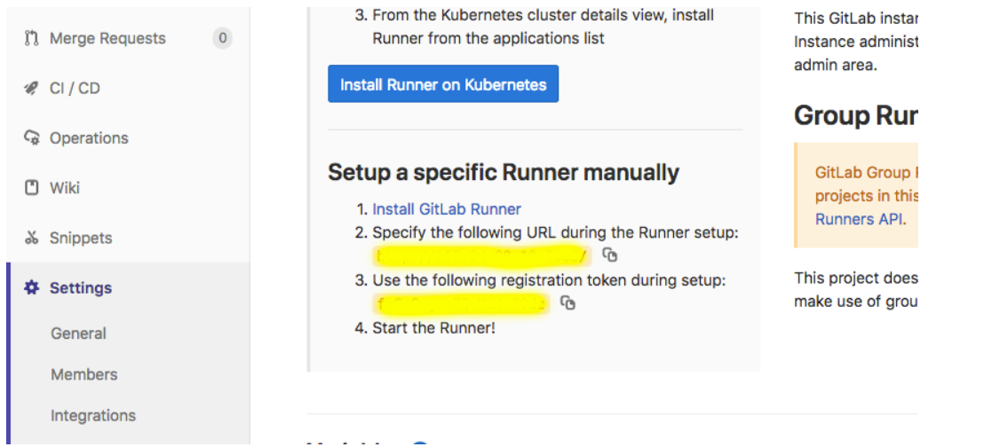 Merge Requests 0
CI / CD
Operations
Wiki
Snippets
Settings
General
Members
Integrations
3. From the Kubernetes cluster details view, install
Runner from the applications list
Install Runner on Kubernetes
Setup a specific Runner manually
1. Install GitLab Runner
2. Specify the following URL during the Runner setup:
3. Use the following registration token during setup:
4. Start the Runner!
This GitLab instar
Instance administ
admin area.
Group Rur
GitLab Group
projects in this
Runners API.
This project does
make use of grou